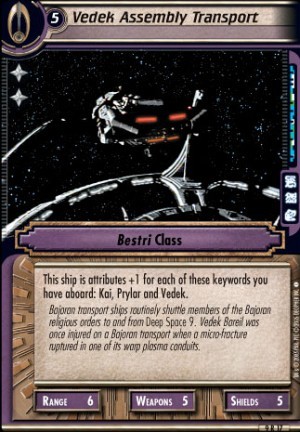 5 Vedek Assembly Transport
Bestri Class
This ship is attributes +1 for each of these keywords you
have aboard: Kai, Prylar and Vedek.
Bajoran transport ships routinely shuttle members of the Bajoran
religious orders to and from Deep Space 9. Vedek Bareil was
once injured on a Bajoran transport when a micro-fracture
ruptured in one of its warp plasma conduits.
RANGE 6 WEAPONS 5 SHIELDS 5